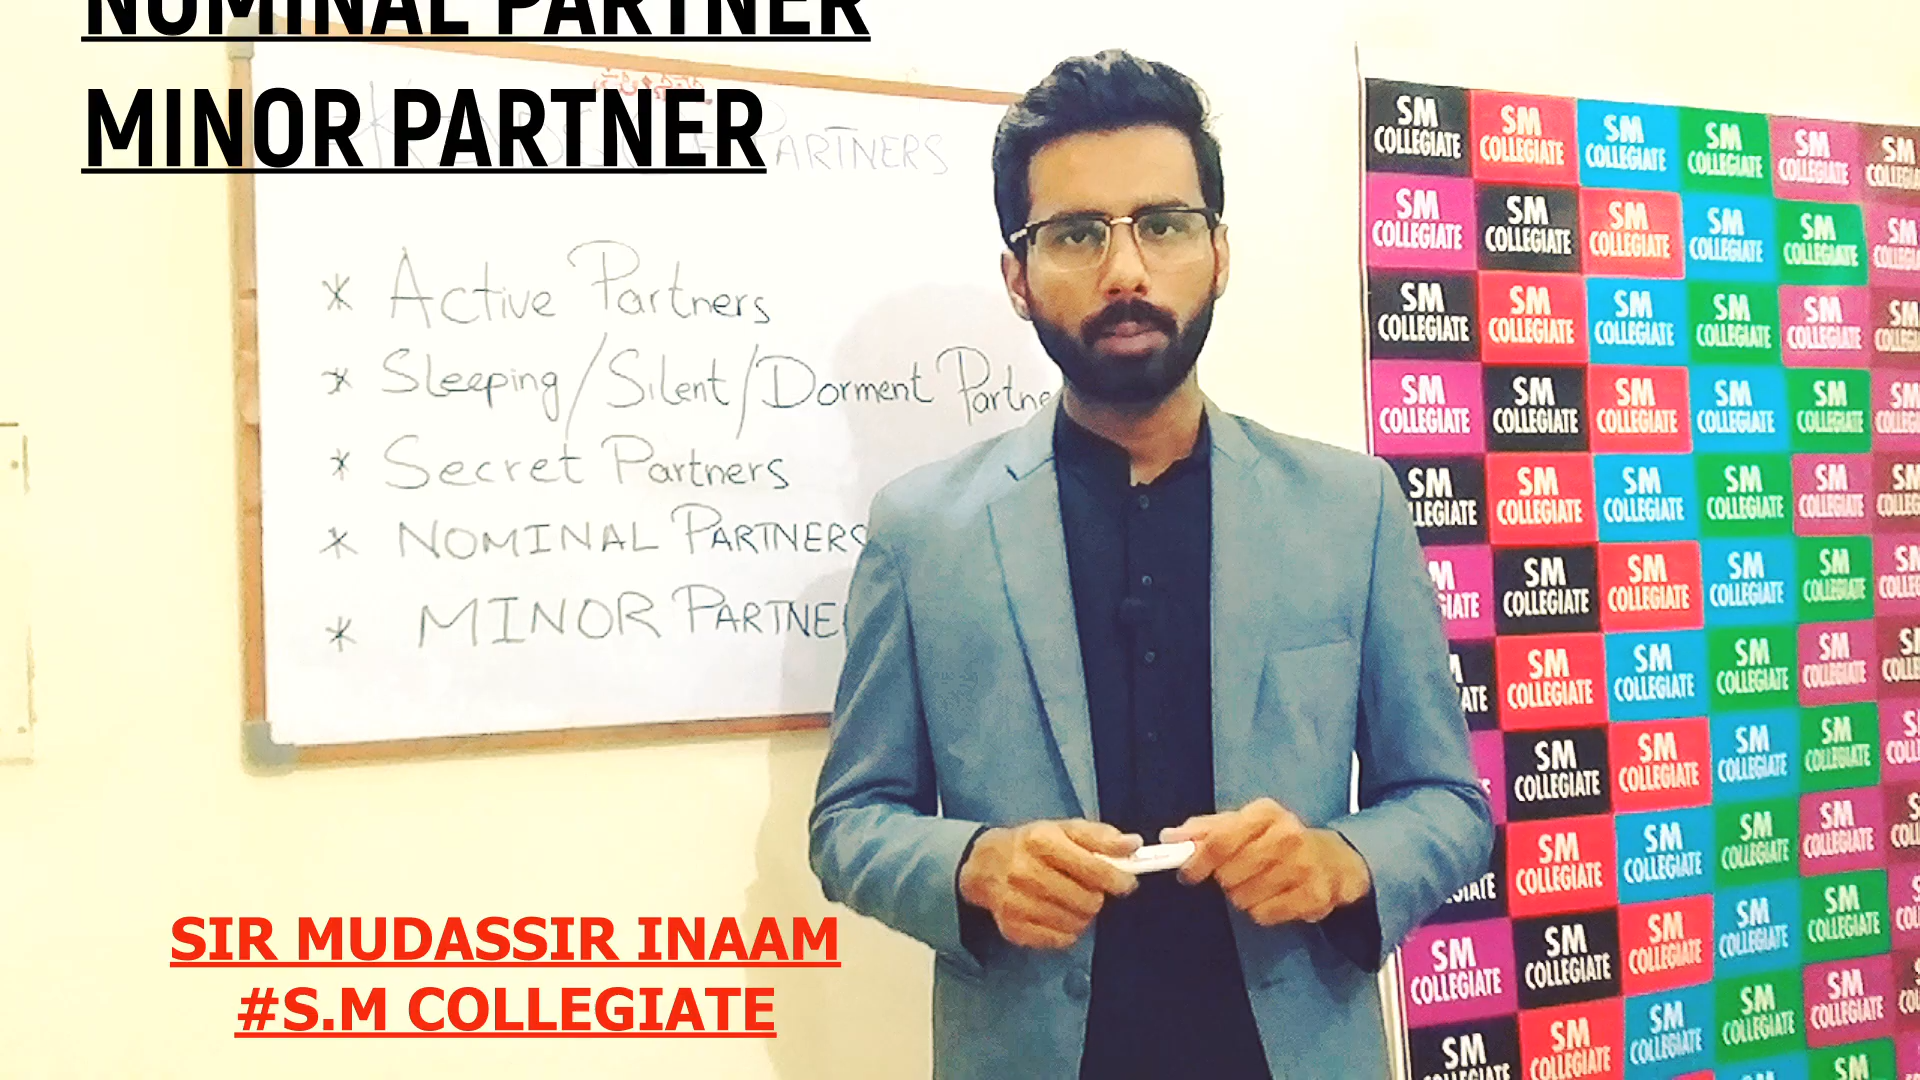 NOMINAL PARTNER
MINOR PARTNER
PARTNERS
* Active Partners
* Sleeping/Silent/Dorment Partne
* Secret Partners
* NOMINAL PARTNERS
* MINOR PARTNE
SIR MUDASSIR INAAM
#S.M COLLEGIATE
SM COLLEGIATE